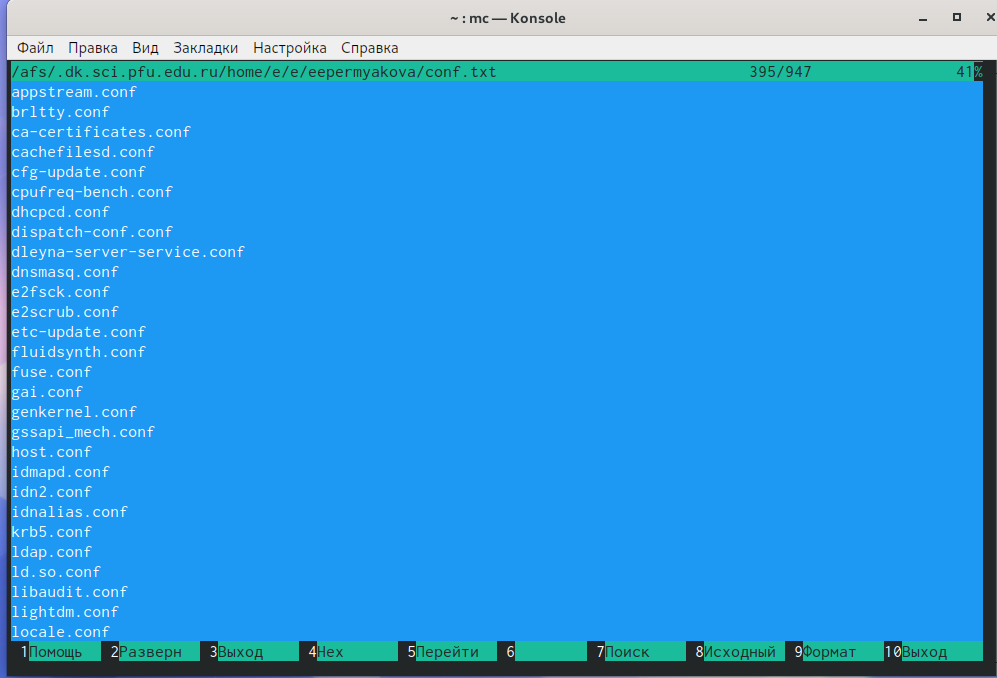 ~ : mc — Konsole
Файл Правка Вид Закладки Настройка Справка
/afs/.dk.sci.pfu.edu.ru/home/e/e/eepermyakova/conf.txt 395/947 41%
appstream.conf
brltty.conf
ca-certificates.conf
cachefilesd.conf
cfg-update.conf
cpufreq-bench.conf
dhcpcd.conf
dispatch-conf.conf
dleyna-server-service.conf
dnsmasq.conf
e2fsck.conf
e2scrub.conf
etc-update.conf
fluidsynth.conf
fuse.conf
gai.conf
genkernel.conf
gssapi_mech.conf
host.conf
idmapd.conf
idn2.conf
idnalias.conf
krb5.conf
ldap.conf
ld.so.conf
libaudit.conf
lightdm.conf
locale.conf
1Помощь 2Разверн 3Выход 4Hex 5Перейти 6 7Поиск 8Исходный 9Формат 10Выход